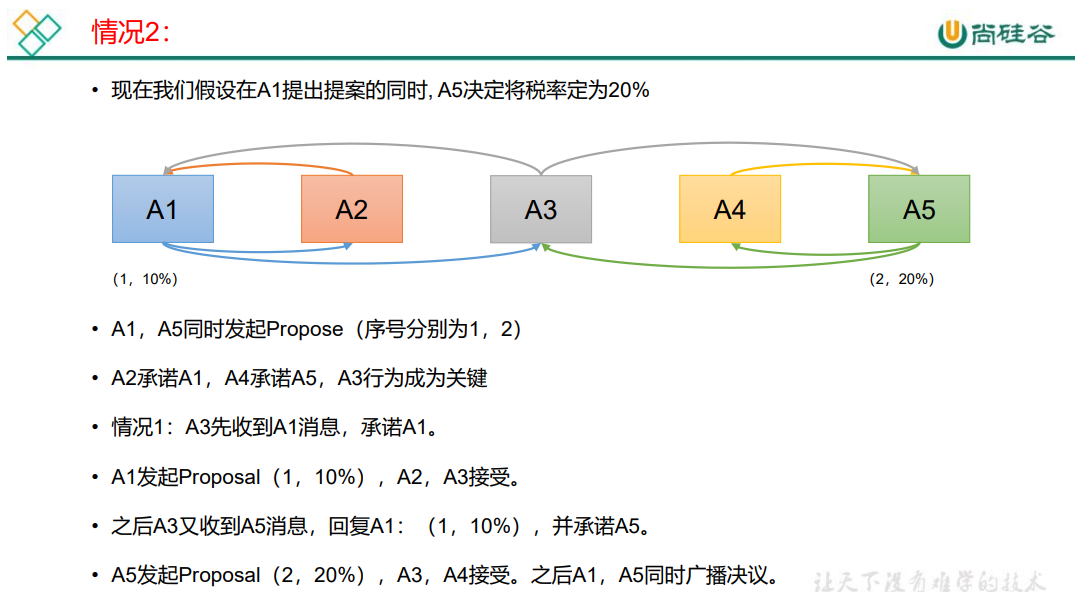 情况2：
尚硅谷
• 现在我们假设在A1提出提案的同时, A5决定将税率定为20%
A1 A2 A3 A4 A5
（1，10%） （2，20%）
• A1，A5同时发起Propose（序号分别为1，2）
• A2承诺A1，A4承诺A5，A3行为成为关键
• 情况1：A3先收到A1消息，承诺A1。
• A1发起Proposal（1，10%），A2，A3接受。
• 之后A3又收到A5消息，回复A1：（1，10%），并承诺A5。
• A5发起Proposal（2，20%），A3，A4接受。之后A1，A5同时广播决议。
让天下没有难学的技术